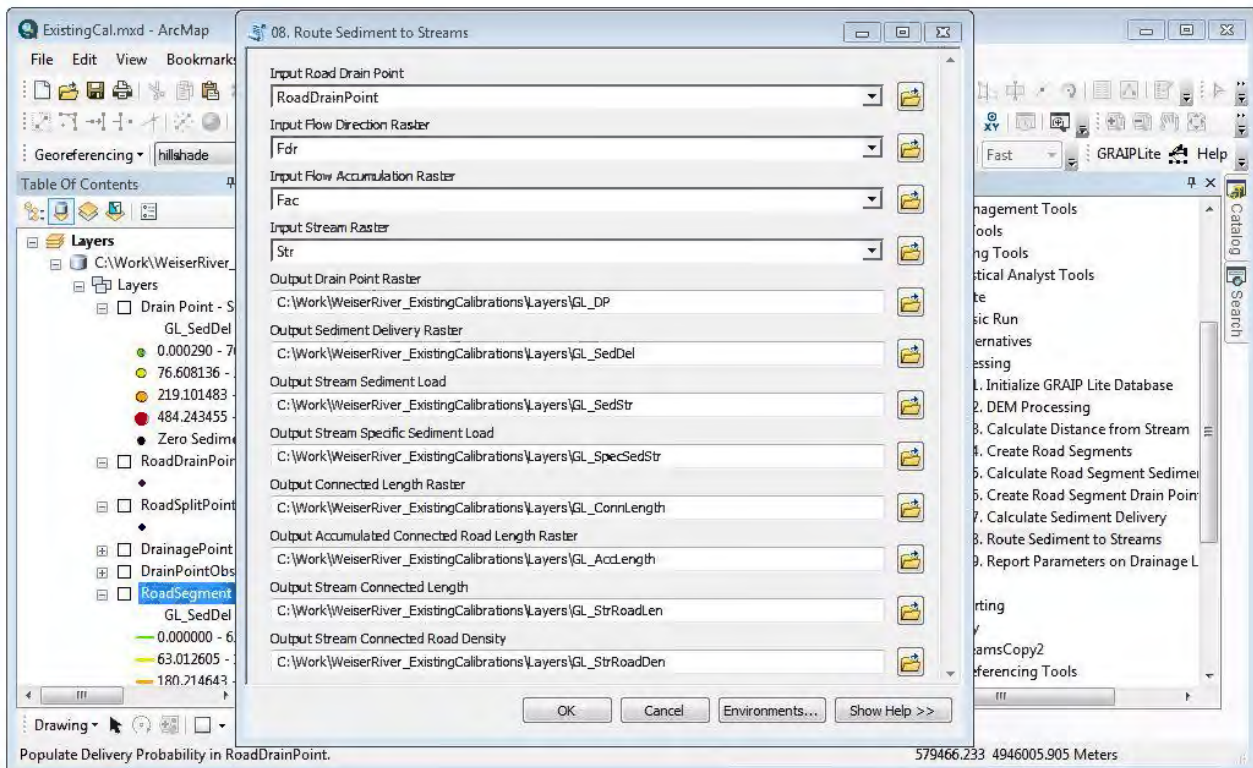 ExistingCal.mxd - ArcMap
File Edit View Bookmarks
Georeferencing
hillshade
Fast
GRAIPLite Help
Table Of Contents
Layers
C:\Work\WeiserRiver_
Layers
Drain Point - S
GL_SedDel
0.000290 - 7
76.608136 -
219.101483 -
484.243455 -
Zero Sedime
RoadDrainPoin
RoadSplitPoint
DrainagePoint
DrainPointObs
RoadSegment
GL_SedDel
0.000000 - 6
63.012605 -
180.214643 -
Drawing
Populate Delivery Probability in RoadDrainPoint.
08. Route Sediment to Streams
Input Road Drain Point
RoadDrainPoint
Input Flow Direction Raster
Fdr
Input Flow Accumulation Raster
Fac
Input Stream Raster
Str
Output Drain Point Raster
C:\Work\WeiserRiver_ExistingCalibrations\Layers\GL_DP
Output Sediment Delivery Raster
C:\Work\WeiserRiver_ExistingCalibrations\Layers\GL_SedDel
Output Stream Sediment Load
C:\Work\WeiserRiver_ExistingCalibrations\Layers\GL_SedStr
Output Stream Specific Sediment Load
C:\Work\WeiserRiver_ExistingCalibrations\Layers\GL_SpecSedStr
Output Connected Length Raster
C:\Work\WeiserRiver_ExistingCalibrations\Layers\GL_ConnLength
Output Accumulated Connected Road Length Raster
C:\Work\WeiserRiver_ExistingCalibrations\Layers\GL_AccLength
Output Stream Connected Length
C:\Work\WeiserRiver_ExistingCalibrations\Layers\GL_StrRoadLen
Output Stream Connected Road Density
C:\Work\WeiserRiver_ExistingCalibrations\Layers\GL_StrRoadDen
OK
Cancel
Environments...
Show Help >>
nagement Tools
ools
ng Tools
stical Analyst Tools
te
sic Run
ernatives
essing
1. Initialize GRAIP Lite Database
2. DEM Processing
3. Calculate Distance from Stream
4. Create Road Segments
5. Calculate Road Segment Sedimer
6. Create Road Segment Drain Poin
7. Calculate Sediment Delivery
8. Route Sediment to Streams
9. Report Parameters on Drainage L
rting
y
eamsCopy2
eferencing Tools
Catalog
Search
579466.233 4946005.905 Meters